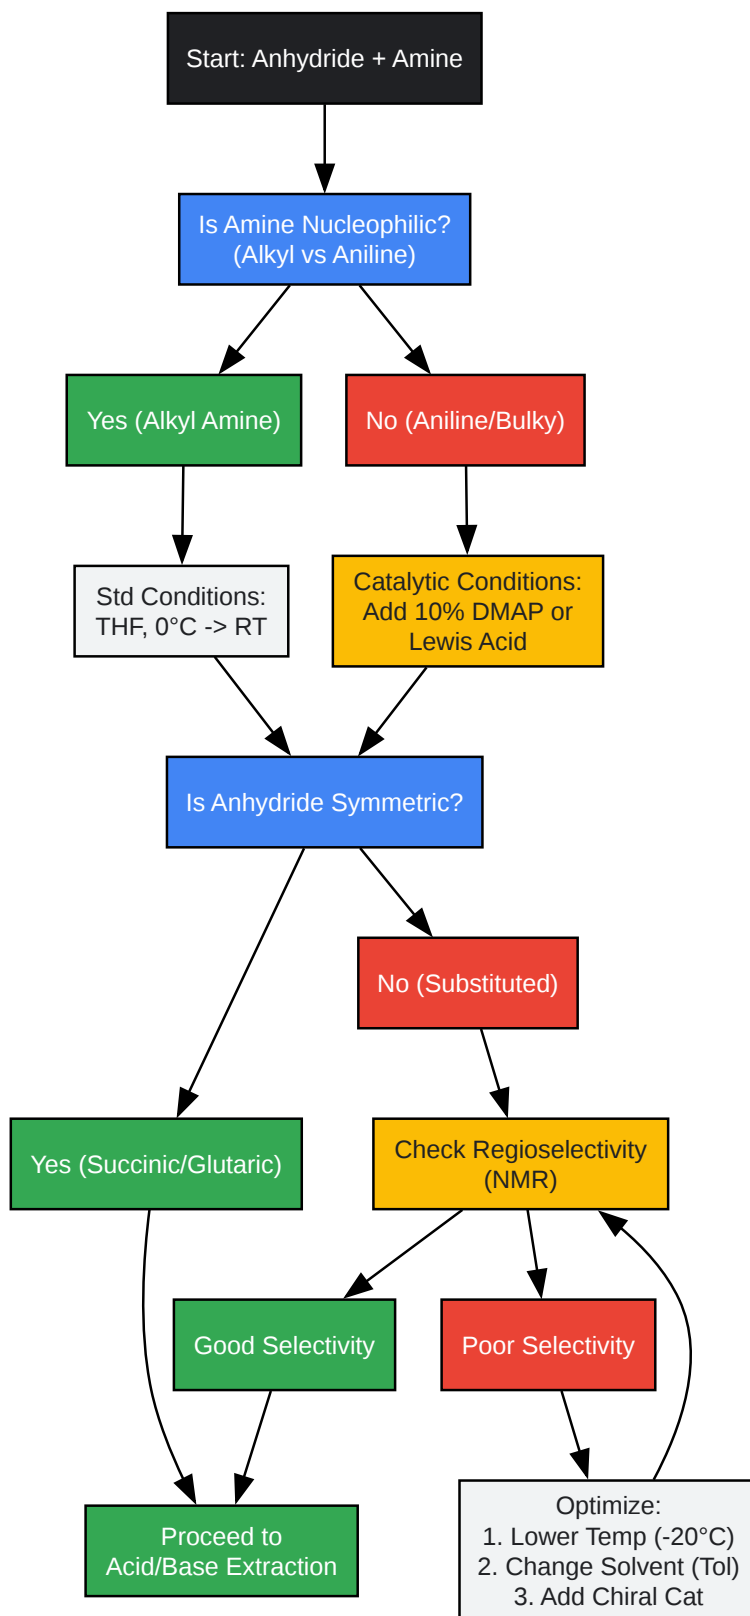 Start: Anhydride + Amine
Is Amine Nucleophilic?
(Alkyl vs Aniline)
Yes (Alkyl Amine)
No (Aniline/Bulky)
Std Conditions:
THF, 0°C -> RT
Catalytic Conditions:
Add 10% DMAP or
Lewis Acid
Is Anhydride Symmetric?
No (Substituted)
Yes (Succinic/Glutaric)
Check Regioselectivity
(NMR)
Good Selectivity
Poor Selectivity
Proceed to
Acid/Base Extraction
Optimize:
1. Lower Temp (-20°C)
2. Change Solvent (Tol)
3. Add Chiral Cat